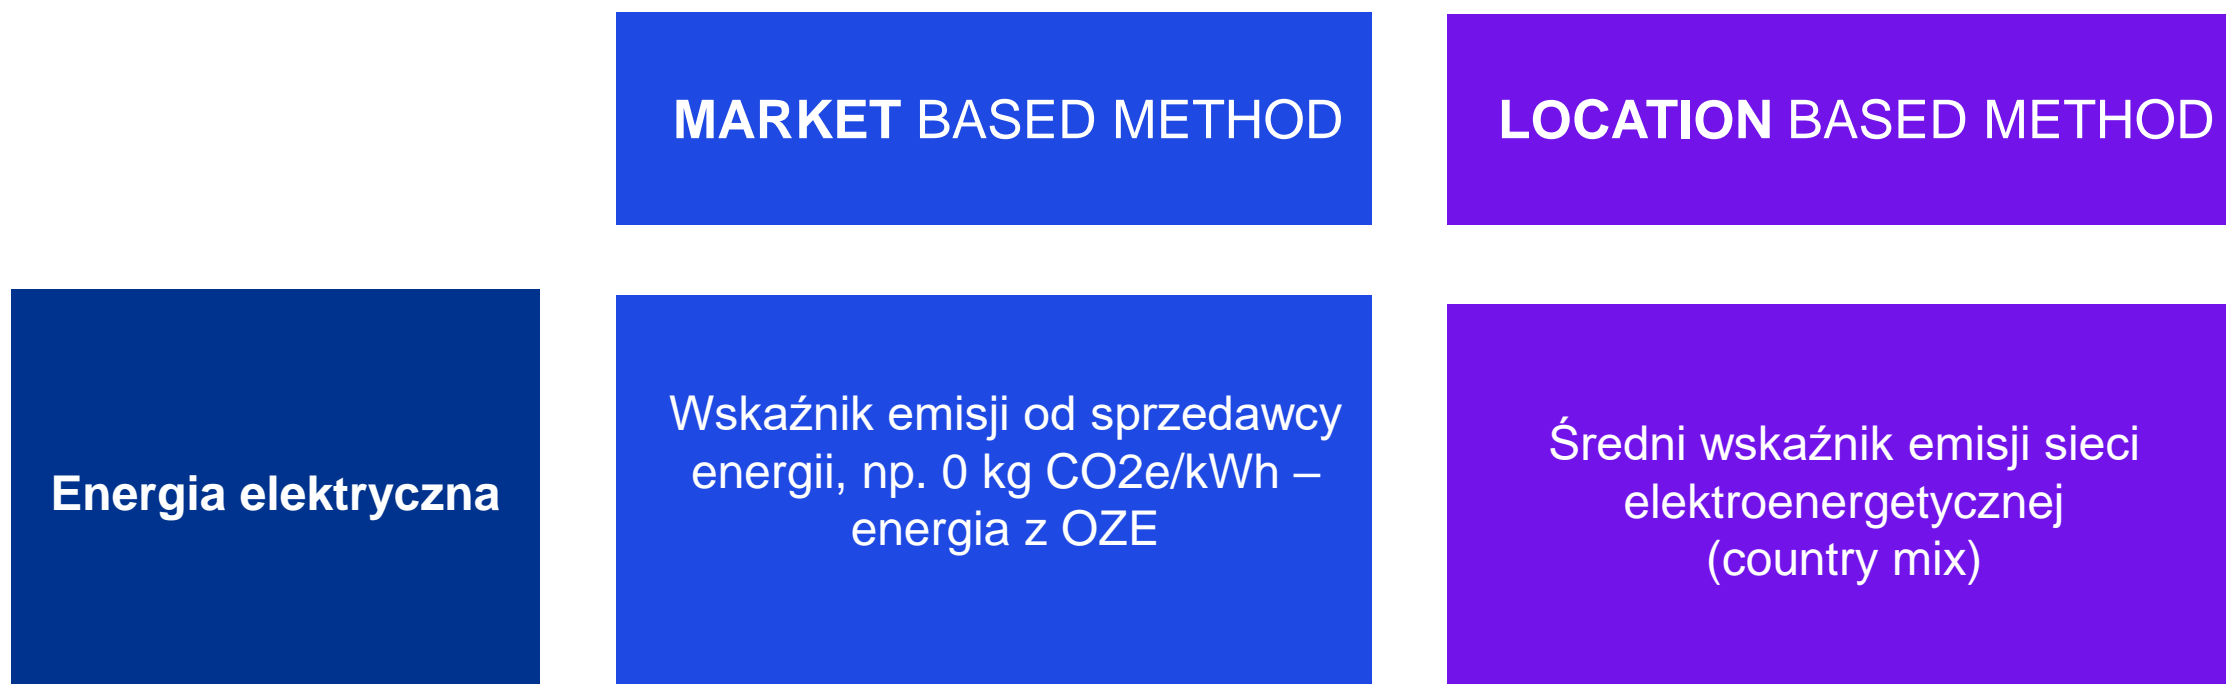 MARKET BASED METHOD
LOCATION BASED METHOD
Energia elektryczna
Wskaźnik emisji od sprzedawcy
energii, np. 0 kg CO2e/kWh –
energia z OZE
Średni wskaźnik emisji sieci
elektroenergetycznej
(country mix)